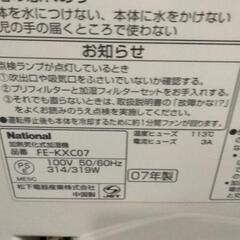 体を水につけない、本体に水をかけない
児の手の届くところで使わない
お知らせ
点検ランプが点灯しているとき
①吹出口や吸気口をふさいでいないか確認
②プリフィルターと加湿フィルターセットをお手入れ
③それでも直らないときは、取扱説明書の「故障かな!?」
National
加熱気化式加湿機
FE-KXC07
100V 50/60Hz
314/319W
温度ヒューズ 113℃
電流ヒューズ 3A
PS
E
MESC
松下電器産業株式会社
中国製
07年製
JET